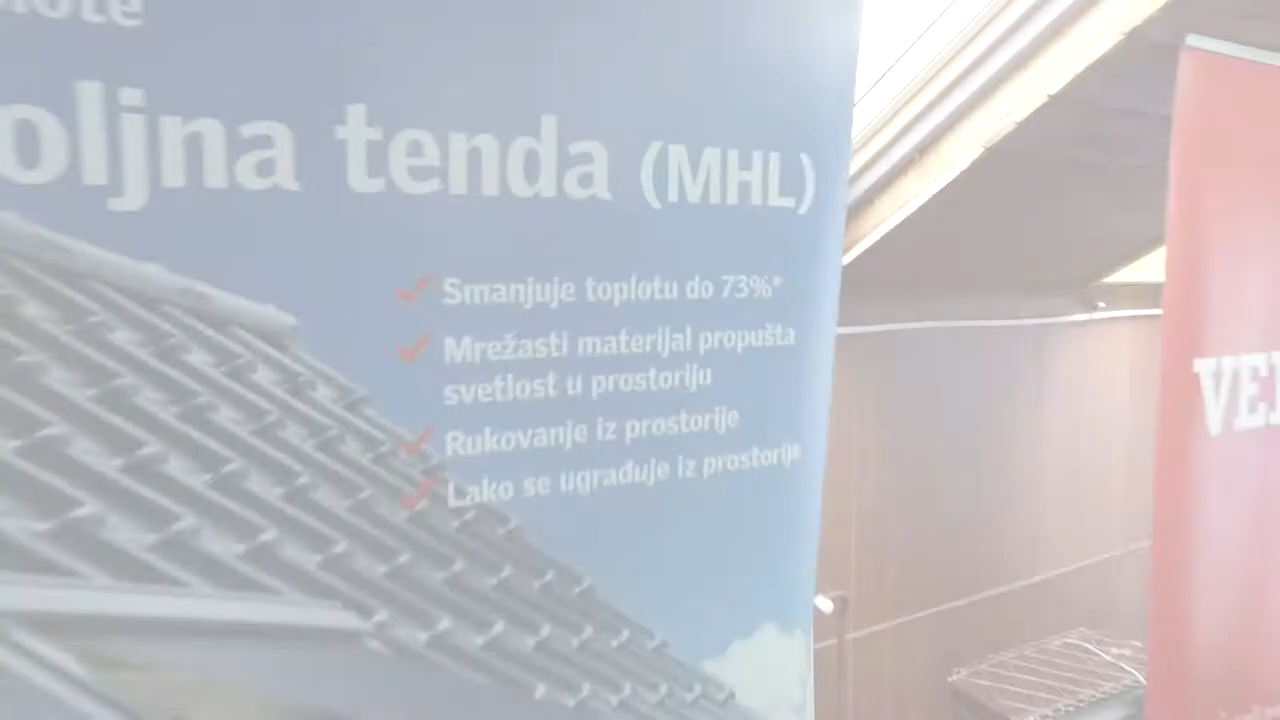 oljna tenda (MHL)
Smanjuje toplotu do 73%*
Mrežasti materijal propušta
svetlost u prostoriju
Rukovanje iz prostorije
Lako se ugrađuje iz prostorije